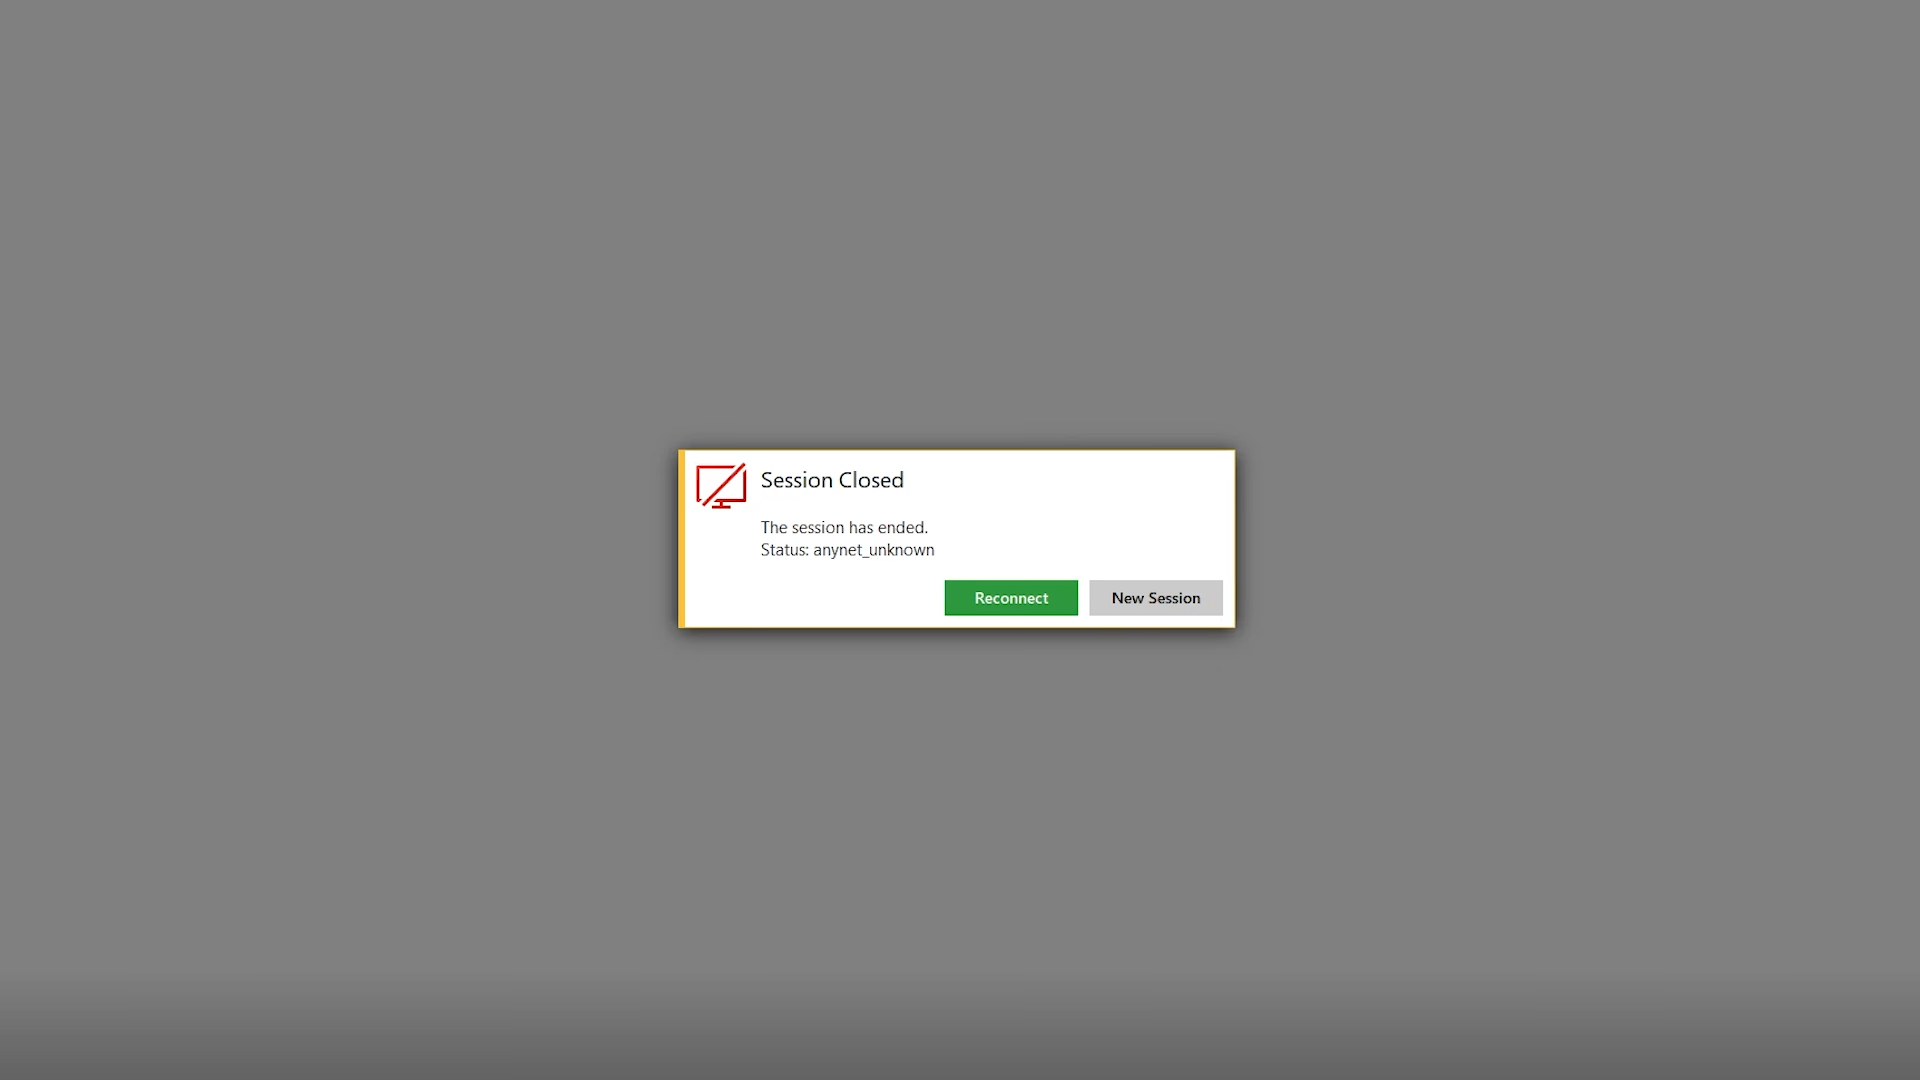 Session Closed
The session has ended.
Status: anynet_unknown
Reconnect
New Session